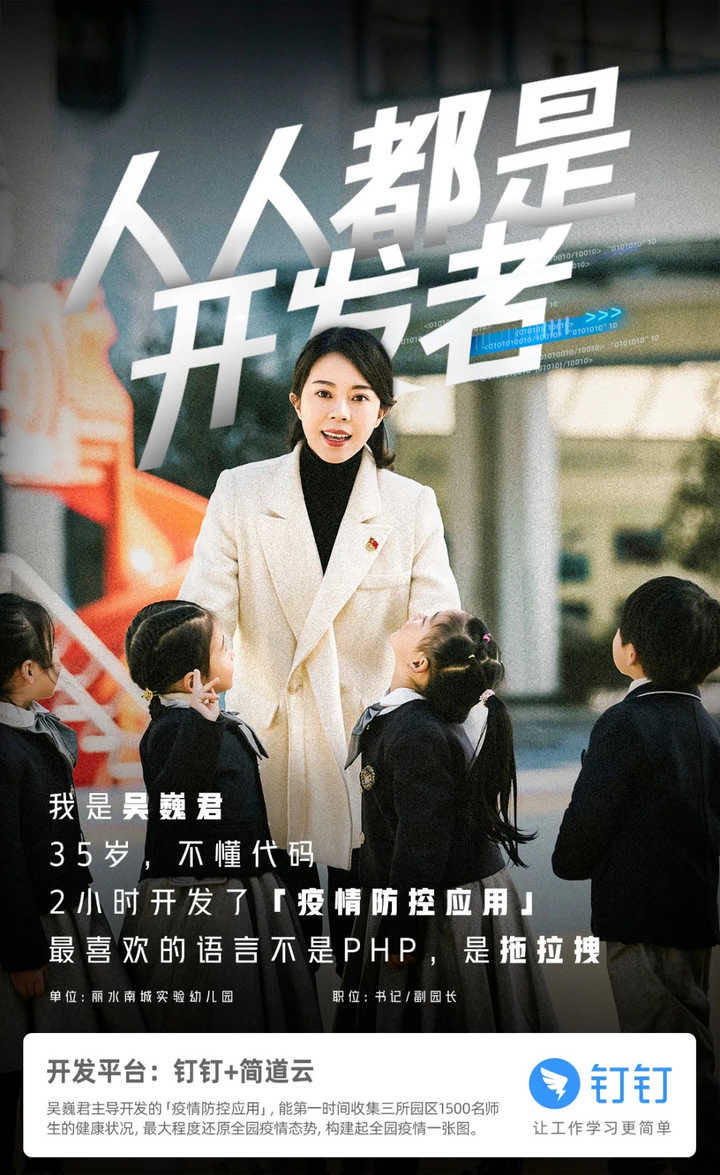 人人都是
开发者
我是吴巍君
35岁，不懂代码
2小时开发了「疫情防控应用」
最喜欢的语言不是PHP，是拖拉拽
单位：丽水南城实验幼儿园 职位：书记/副园长
开发平台：钉钉+简道云
吴巍君主导开发的「疫情防控应用」，能第一时间收集三所园区1500名师
生的健康状况，最大程度还原全园疫情态势，构建起全园疫情一张图。
钉钉
让工作学习更简单